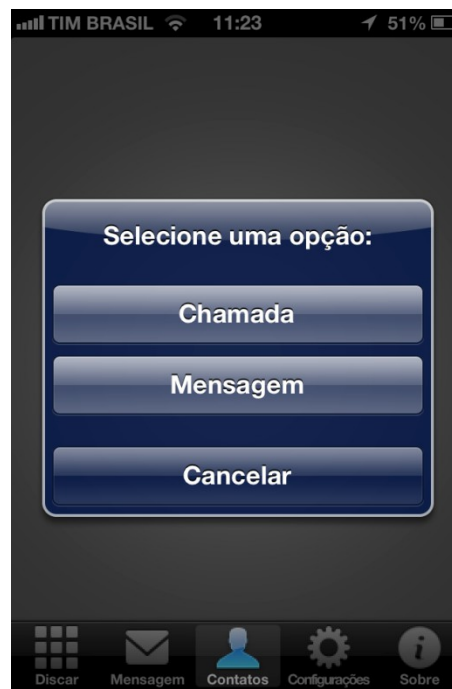 TIM BRASIL 11:23 51%
Selecione uma opção:
Chamada
Mensagem
Cancelar
Discar Mensagem Contatos Configurações Sobre